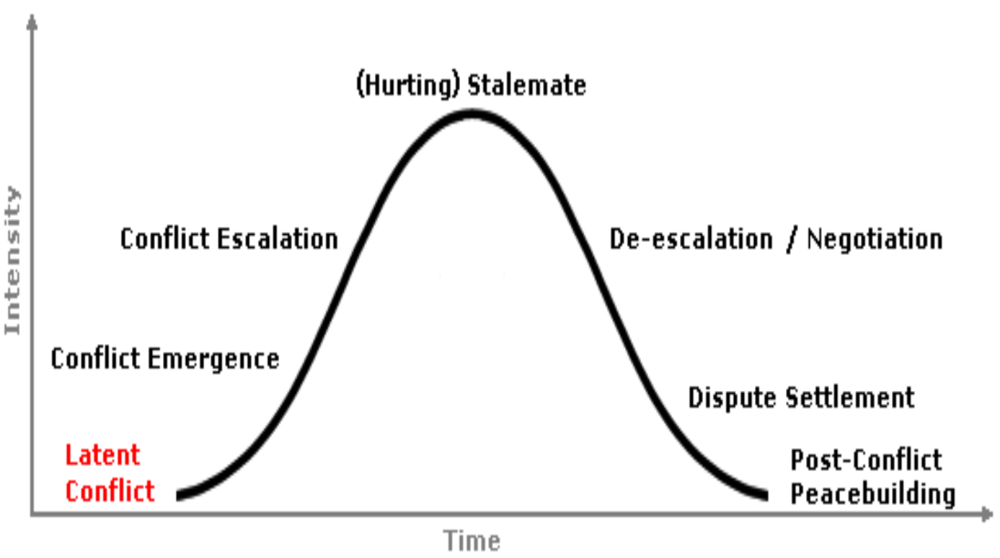 (Hurting) Stalemate
Intensity
Conflict Escalation
De-escalation / Negotiation
Conflict Emergence
Dispute Settlement
Latent
Conflict
Post-Conflict
Peacebuilding
Time